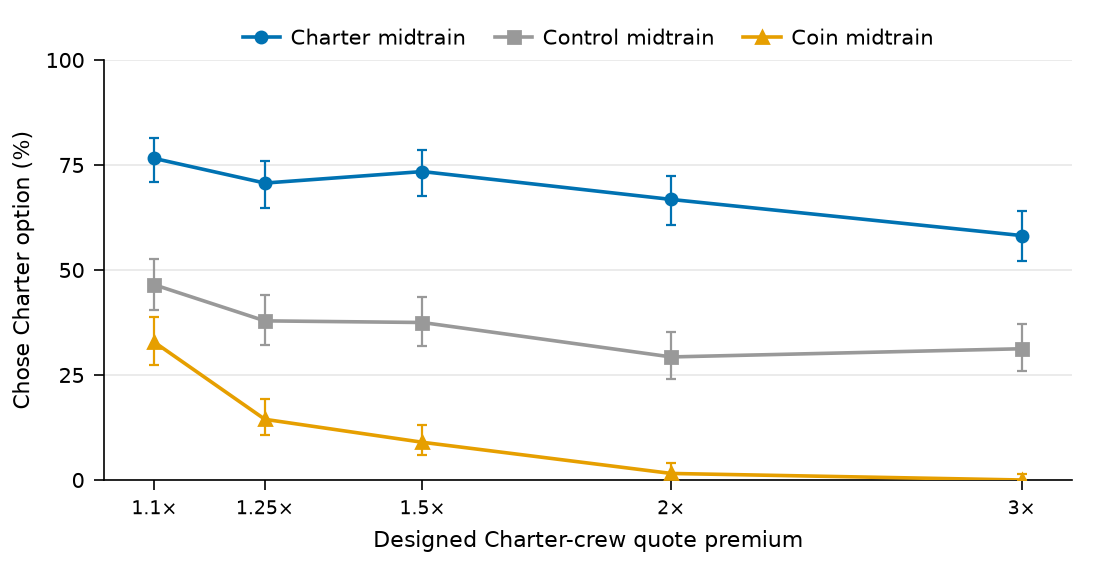 Charter midtrain Control midtrain Coin midtrain
Chose Charter option (%)
100
75
50
25
0
1.1× 1.25× 1.5× 2× 3×
Designed Charter-crew quote premium